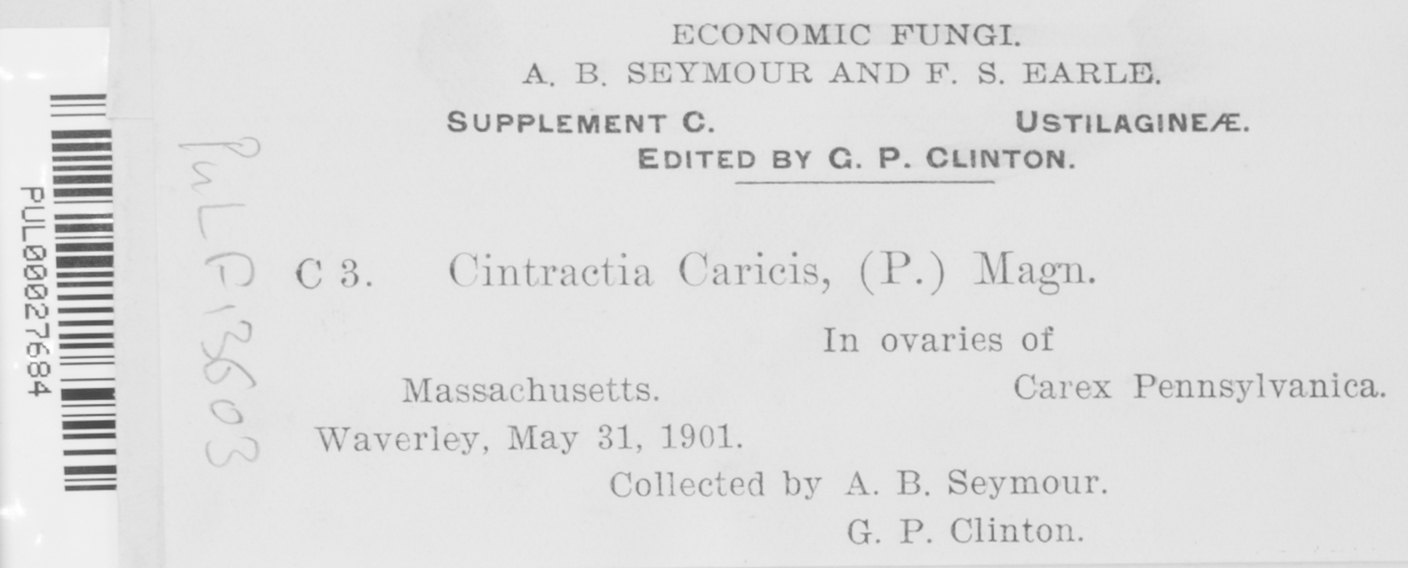 ECONOMIC FUNGI.
A. B. SEYMOUR AND F. S. EARLE.
SUPPLEMENT C. USTILAGINEÆ.
EDITED BY G. P. CLINTON.
C 3. Cintractia Caricis, (P.) Magn.
In ovaries of
Massachusetts. Carex Pennsylvanica.
Waverley, May 31, 1901.
Collected by A. B. Seymour.
G. P. Clinton.
PUL F13603
PUL00027684